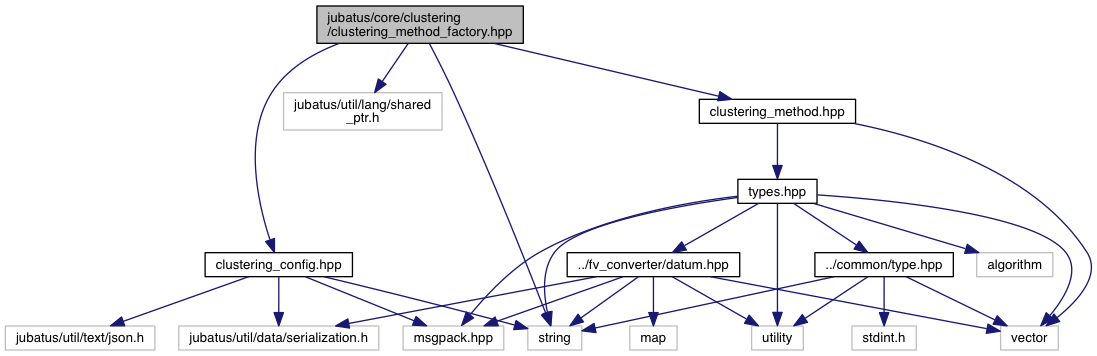 jubatus/core/clustering
/clustering_method_factory.hpp
jubatus/util/lang/shared
_ptr.h
clustering_method.hpp
types.hpp
clustering_config.hpp
../fv_converter/datum.hpp
../common/type.hpp
algorithm
jubatus/util/text/json.h
jubatus/util/data/serialization.h
msgpack.hpp
string
map
utility
stdint.h
vector